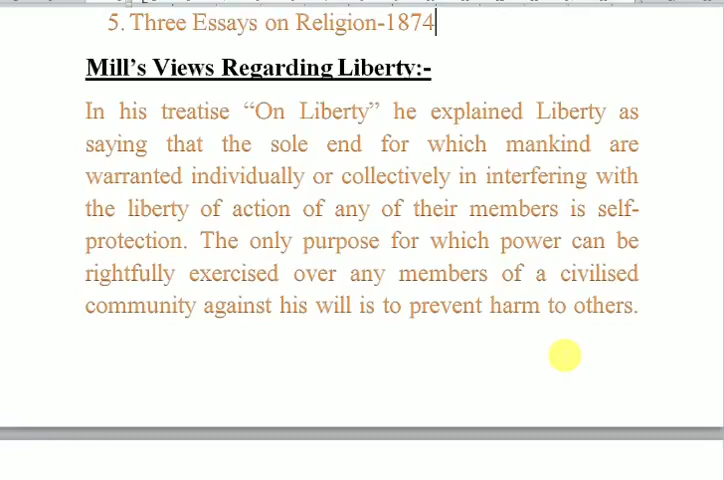 5. Three Essays on Religion-1874
Mill's Views Regarding Liberty:-
In his treatise “On Liberty” he explained Liberty as
saying that the sole end for which mankind are
warranted individually or collectively in interfering with
the liberty of action of any of their members is self-
protection. The only purpose for which power can be
rightfully exercised over any members of a civilised
community against his will is to prevent harm to others.